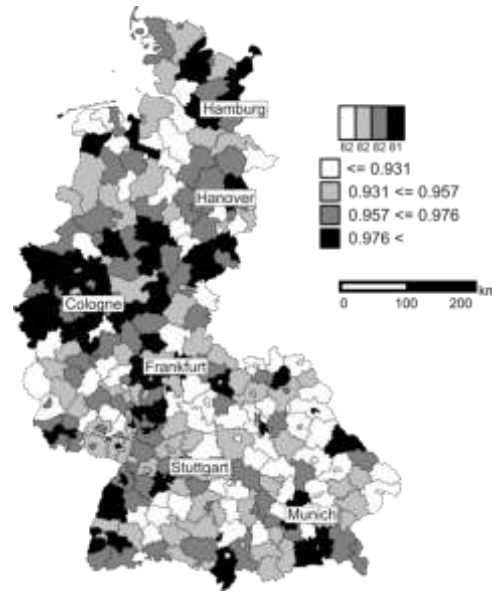 Hamburg
82 82 82 81
<= 0.931
0.931 <= 0.957
Hanover
0.957 <= 0.976
0.976 <
km
0 100 200
Cologne
Frankfurt
Stuttgart
Munich